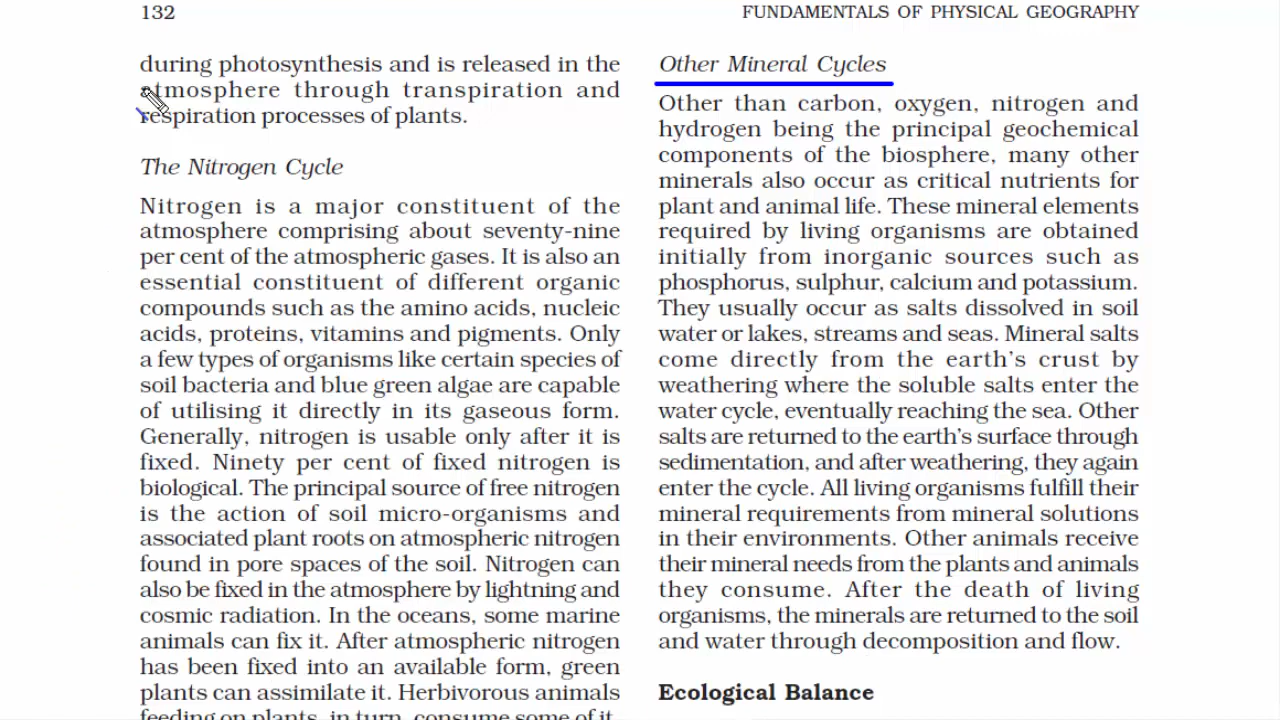 132
FUNDAMENTALS OF PHYSICAL GEOGRAPHY
during photosynthesis and is released in the
atmosphere through transpiration and
respiration processes of plants.
The Nitrogen Cycle
Nitrogen is a major constituent of the
atmosphere comprising about seventy-nine
per cent of the atmospheric gases. It is also an
essential constituent of different organic
compounds such as the amino acids, nucleic
acids, proteins, vitamins and pigments. Only
a few types of organisms like certain species of
soil bacteria and blue green algae are capable
of utilising it directly in its gaseous form.
Generally, nitrogen is usable only after it is
fixed. Ninety per cent of fixed nitrogen is
biological. The principal source of free nitrogen
is the action of soil micro-organisms and
associated plant roots on atmospheric nitrogen
found in pore spaces of the soil. Nitrogen can
also be fixed in the atmosphere by lightning and
cosmic radiation. In the oceans, some marine
animals can fix it. After atmospheric nitrogen
has been fixed into an available form, green
plants can assimilate it. Herbivorous animals
feeding on plants, in turn, consume some of it.
Other Mineral Cycles
Other than carbon, oxygen, nitrogen and
hydrogen being the principal geochemical
components of the biosphere, many other
minerals also occur as critical nutrients for
plant and animal life. These mineral elements
required by living organisms are obtained
initially from inorganic sources such as
phosphorus, sulphur, calcium and potassium.
They usually occur as salts dissolved in soil
water or lakes, streams and seas. Mineral salts
come directly from the earth's crust by
weathering where the soluble salts enter the
water cycle, eventually reaching the sea. Other
salts are returned to the earth's surface through
sedimentation, and after weathering, they again
enter the cycle. All living organisms fulfill their
mineral requirements from mineral solutions
in their environments. Other animals receive
their mineral needs from the plants and animals
they consume. After the death of living
organisms, the minerals are returned to the soil
and water through decomposition and flow.
Ecological Balance